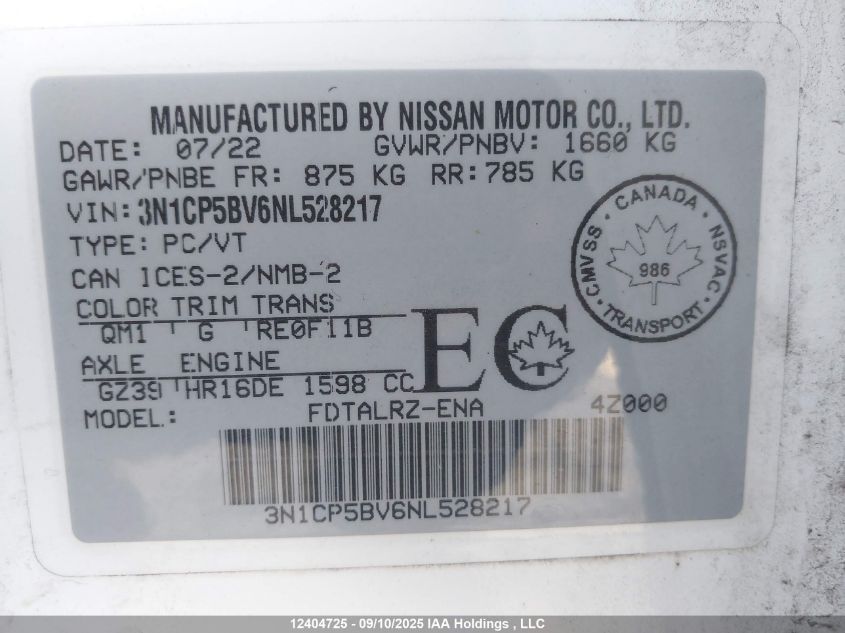 MANUFACTURED BY NISSAN MOTOR CO., LTD.
DATE: 07/22 GVWR/PNBV: 1660 KG
GAWR/PNBE FR: 875 KG RR: 785 KG
VIN: 3N1CP5BV6NL528217
TYPE: PC/VT
CAN ICES-2/NMB-2
COLOR TRIM TRANS
QM1 G RE0F11B
AXLE ENGINE
GZ39 HR16DE 1598 CC
MODEL: FDTALRZ-ENA 4Z000
EC
CANADA
CMVSS NSVAC
986
TRANSPORT
3N1CP5BV6NL528217
12404725 - 09/10/2025 IAA Holdings , LLC